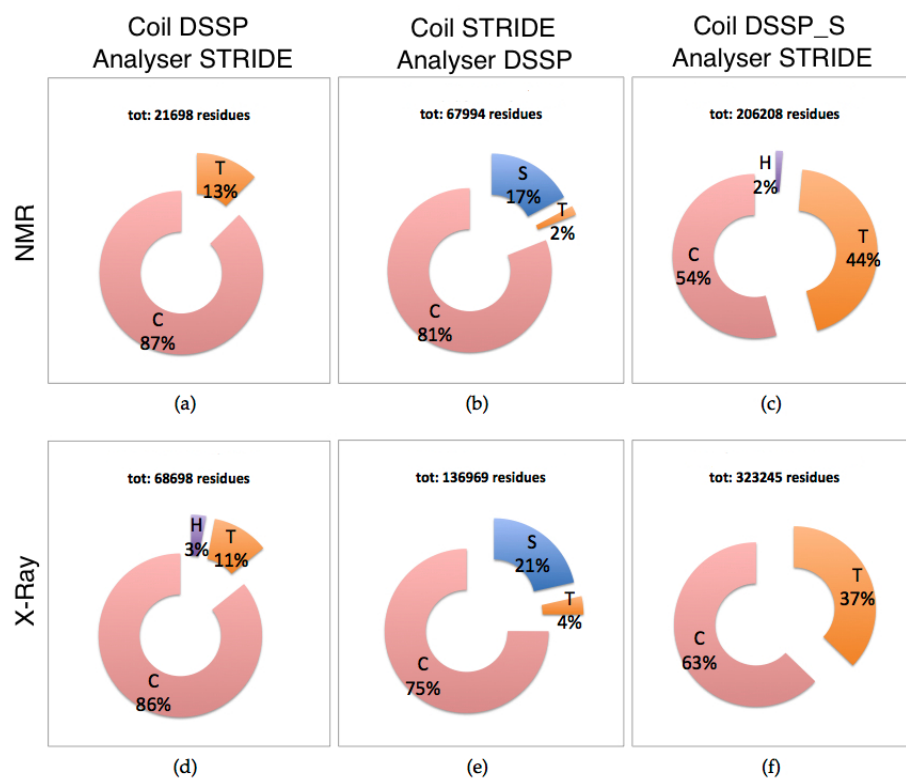 Coil DSSP
Analyser STRIDE
Coil STRIDE
Analyser DSSP
Coil DSSP_S
Analyser STRIDE
NMR
tot: 21698 residues
T
13%
C
87%
(a)
tot: 67994 residues
S
17%
T
2%
C
81%
(b)
tot: 206208 residues
H
2%
T
44%
C
54%
(c)
X-Ray
tot: 68698 residues
H
3%
T
11%
C
86%
(d)
tot: 136969 residues
S
21%
T
4%
C
75%
(e)
tot: 323245 residues
T
37%
C
63%
(f)